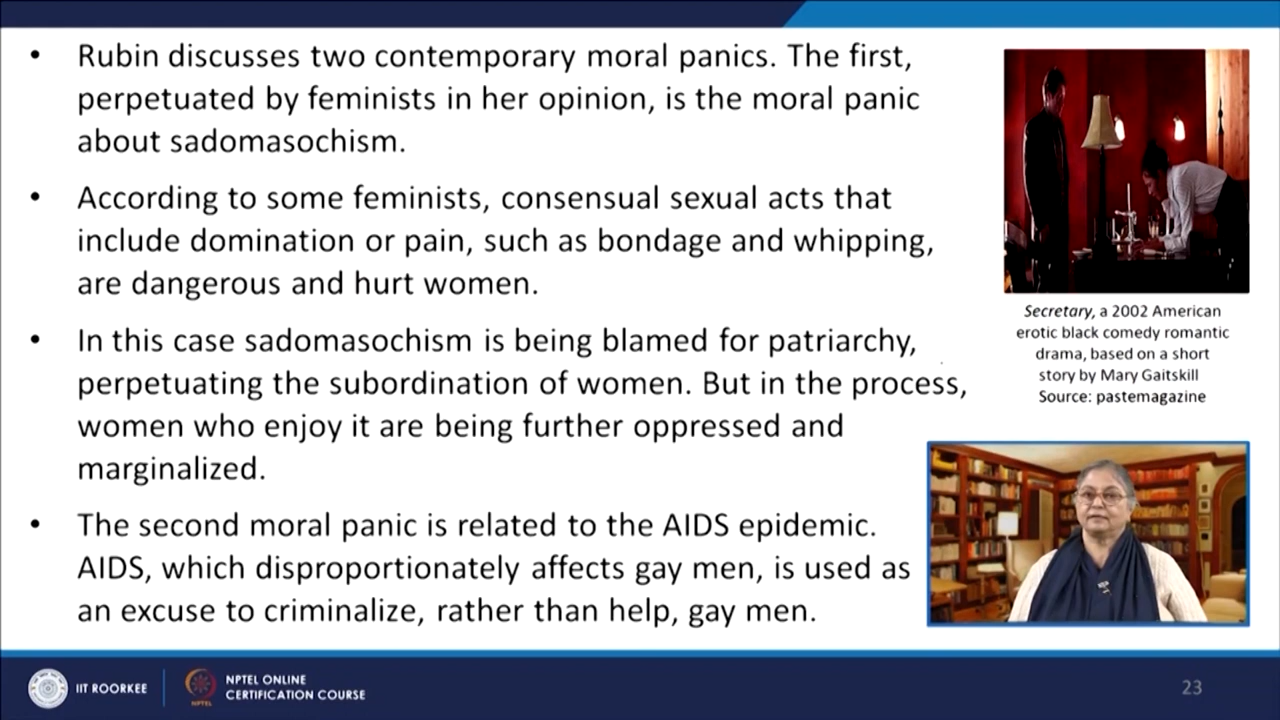 • Rubin discusses two contemporary moral panics. The first,
perpetuated by feminists in her opinion, is the moral panic
about sadomasochism.
• According to some feminists, consensual sexual acts that
include domination or pain, such as bondage and whipping,
are dangerous and hurt women.
• In this case sadomasochism is being blamed for patriarchy,
perpetuating the subordination of women. But in the process,
women who enjoy it are being further oppressed and
marginalized.
• The second moral panic is related to the AIDS epidemic.
AIDS, which disproportionately affects gay men, is used as
an excuse to criminalize, rather than help, gay men.
Secretary, a 2002 American
erotic black comedy romantic
drama, based on a short
story by Mary Gaitskill
Source: pastemagazine
IIT ROORKEE
NPTEL
NPTEL ONLINE
CERTIFICATION COURSE
23